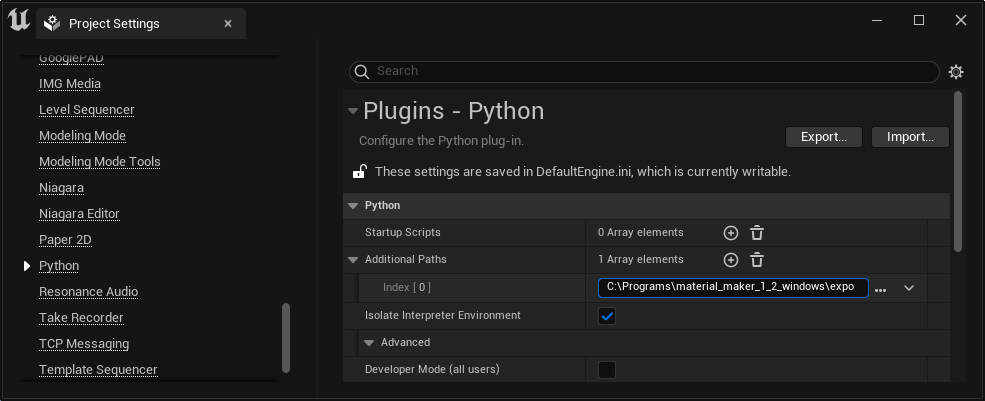 Project Settings
GooglePAD
IMG Media
Level Sequencer
Modeling Mode
Modeling Mode Tools
Niagara
Niagara Editor
Paper 2D
Python
Resonance Audio
Take Recorder
TCP Messaging
Template Sequencer
Search
Plugins - Python
Configure the Python plug-in.
Export...
Import...
These settings are saved in DefaultEngine.ini, which is currently writable.
Python
Startup Scripts 0 Array elements
Additional Paths 1 Array elements
Index [ 0 ] C:\Programs\material_maker_1_2_windows\expo
Isolate Interpreter Environment
Advanced
Developer Mode (all users)